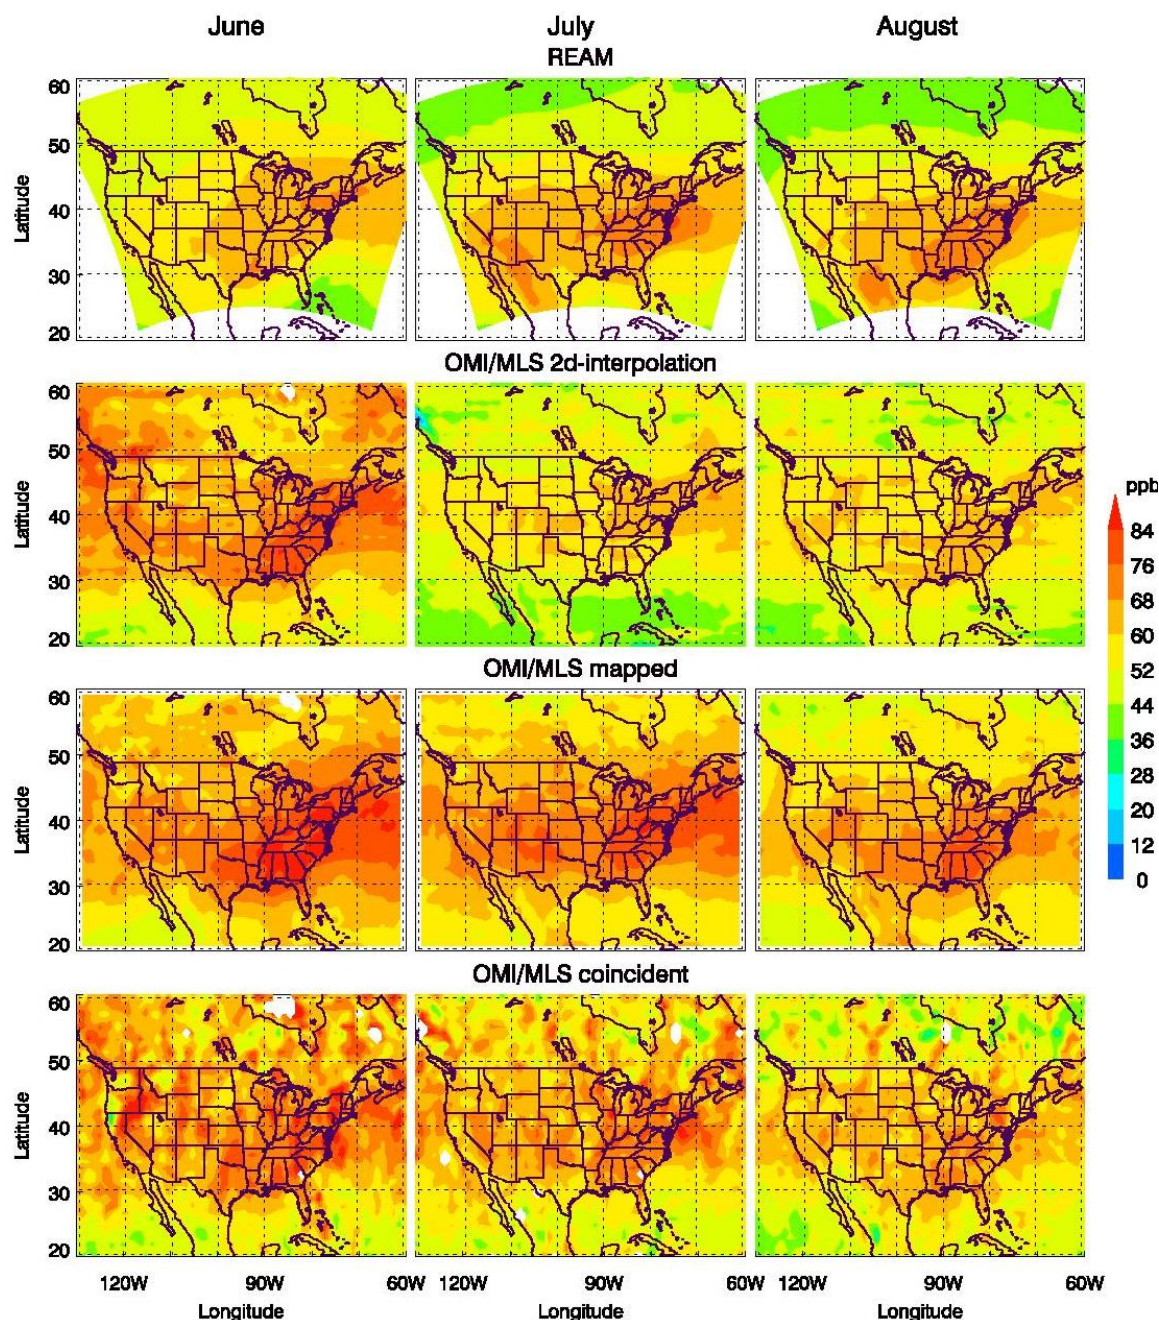 June July August
REAM
60
50
40
30
20
Latitude
OMI/MLS 2d-interpolation
60
50
40
30
20
Latitude
OMI/MLS mapped
60
50
40
30
20
Latitude
OMI/MLS coincident
60
50
40
30
20
Latitude
120W 90W 60W 120W 90W 60W 120W 90W 60W
Longitude Longitude Longitude
ppb
84
76
68
60
52
44
36
28
20
12
0